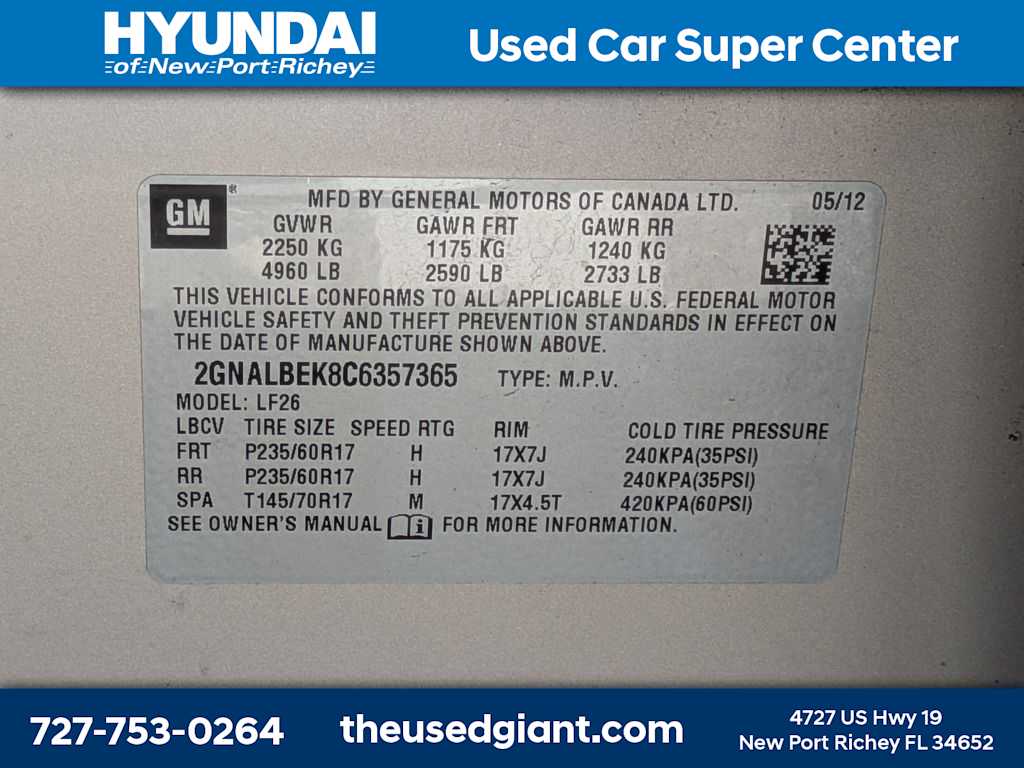 HYUNDAI
of New Port Richey
Used Car Super Center
GM
MFD BY GENERAL MOTORS OF CANADA LTD. 05/12
GVWR GAWR FRT GAWR RR
2250 KG 1175 KG 1240 KG
4960 LB 2590 LB 2733 LB
THIS VEHICLE CONFORMS TO ALL APPLICABLE U.S. FEDERAL MOTOR
VEHICLE SAFETY AND THEFT PREVENTION STANDARDS IN EFFECT ON
THE DATE OF MANUFACTURE SHOWN ABOVE.
2GNALBEK8C6357365 TYPE: M.P.V.
MODEL: LF26
LBCV TIRE SIZE SPEED RTG RIM COLD TIRE PRESSURE
FRT P235/60R17 H 17X7J 240KPA(35PSI)
RR P235/60R17 H 17X7J 240KPA(35PSI)
SPA T145/70R17 M 17X4.5T 420KPA(60PSI)
SEE OWNER'S MANUAL i FOR MORE INFORMATION.
727-753-0264
theusedgiant.com
4727 US Hwy 19
New Port Richey FL 34652